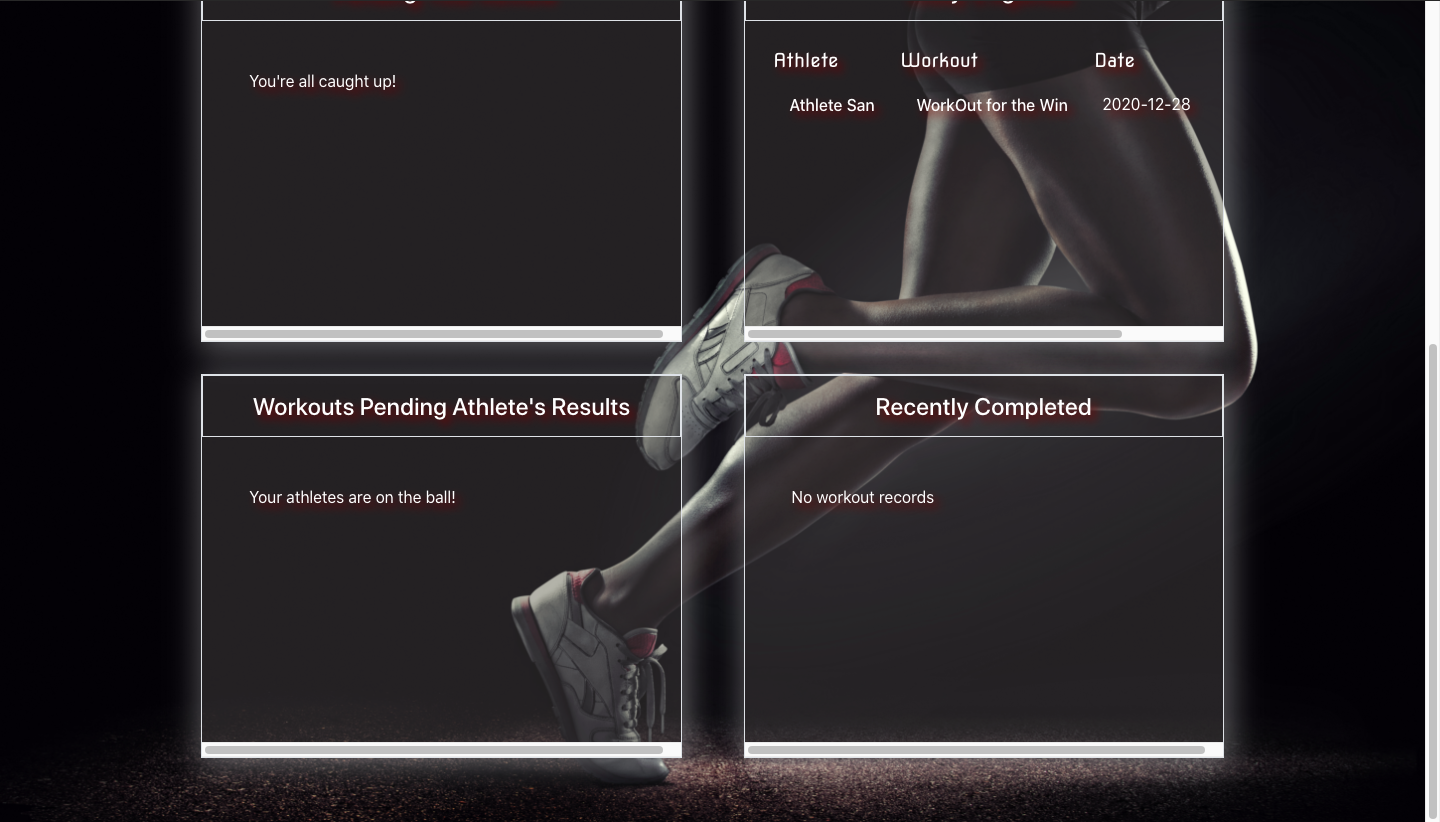 You're all caught up!
Athlete Workout Date
Athlete San WorkOut for the Win 2020-12-28
Workouts Pending Athlete's Results
Your athletes are on the ball!
Recently Completed
No workout records